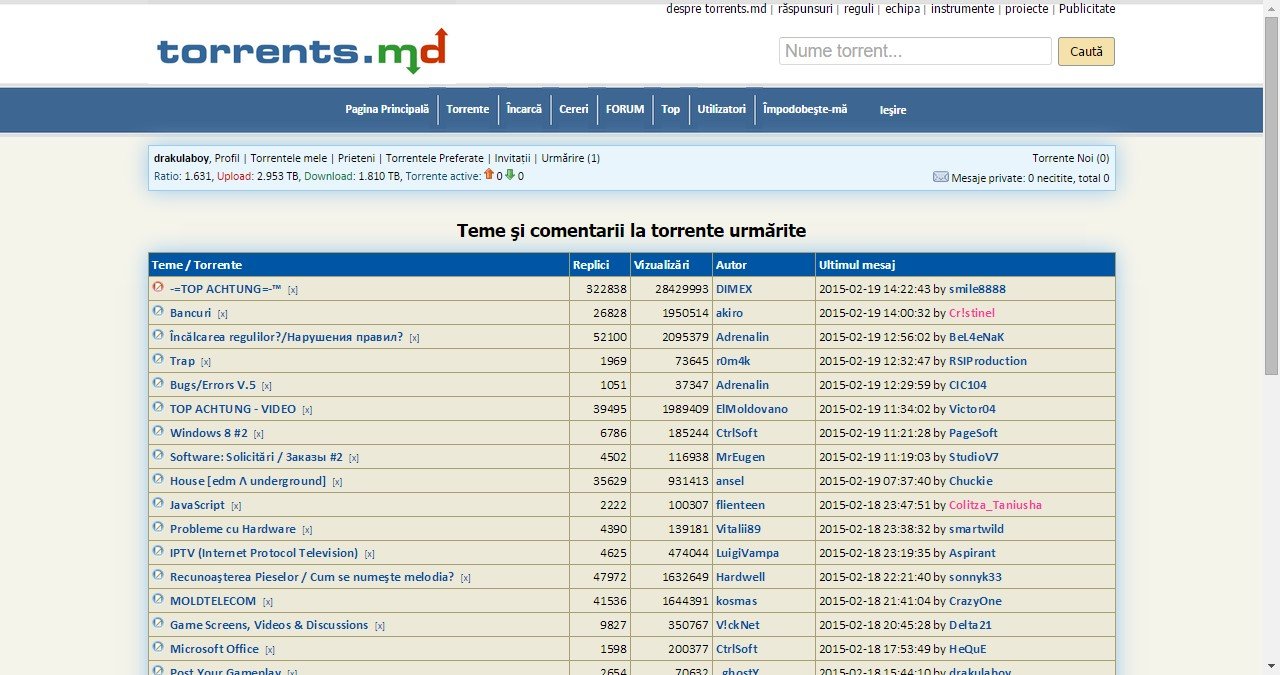 despre torrents.md | răspunsuri | reguli | echipa | instrumente | proiecte | Publicitate
torrents.md
Nume torrent...
Caută
Pagina Principală | Torrente | Încarcă | Cereri | FORUM | Top | Utilizatori | Împodobeşte-mă Ieşire
drakulaboy, Profil | Torrentele mele | Prieteni | Torrentele Preferate | Invitaţii | Urmărire (1) Torrente Noi (0)
Ratio: 1.631, Upload: 2.953 TB, Download: 1.810 TB, Torrente active: 0 0 Mesaje private: 0 necitite, total 0
Teme şi comentarii la torrente urmărite
Teme / Torrente Replici Vizualizări Autor Ultimul mesaj
-=TOP ACHTUNG=-™ [x] 322838 28429993 DIMEX 2015-02-19 14:22:43 by smile8888
Bancuri [x] 26828 1950514 akiro 2015-02-19 14:00:32 by Cr!stinel
Încălcarea regulilor?/Нарушения правил? [x] 52100 2095379 Adrenalin 2015-02-19 12:56:02 by BeL4eNaK
Trap [x] 1969 73645 r0m4k 2015-02-19 12:32:47 by RSIProduction
Bugs/Errors V.5 [x] 1051 37347 Adrenalin 2015-02-19 12:29:59 by CIC104
TOP ACHTUNG - VIDEO [x] 39495 1989409 ElMoldovano 2015-02-19 11:34:02 by Victor04
Windows 8 #2 [x] 6786 185244 CtrlSoft 2015-02-19 11:21:28 by PageSoft
Software: Solicitări / Заказы #2 [x] 4502 116938 MrEugen 2015-02-19 11:19:03 by StudioV7
House [edm Λ underground] [x] 35629 931413 ansel 2015-02-19 07:37:40 by Chuckie
JavaScript [x] 2222 100307 flienteen 2015-02-18 23:47:51 by Colitza_Taniusha
Probleme cu Hardware [x] 4390 139181 Vitalii89 2015-02-18 23:38:32 by smartwild
IPTV (Internet Protocol Television) [x] 4625 474044 LuigiVampa 2015-02-18 23:19:35 by Aspirant
Recunoaşterea Pieselor / Cum se numeşte melodia? [x] 47972 1632649 Hardwell 2015-02-18 22:21:40 by sonnyk33
MOLDTELECOM [x] 41536 1644391 kosmas 2015-02-18 21:41:04 by CrazyOne
Game Screens, Videos & Discussions [x] 9827 350767 V!ckNet 2015-02-18 20:45:28 by Delta21
Microsoft Office [x] 1598 200377 CtrlSoft 2015-02-18 17:53:49 by HeQuE
Post Your Gameplay [x] 2654 70632 _ghostY_ 2015-02-18 15:44:10 by drakulaboy